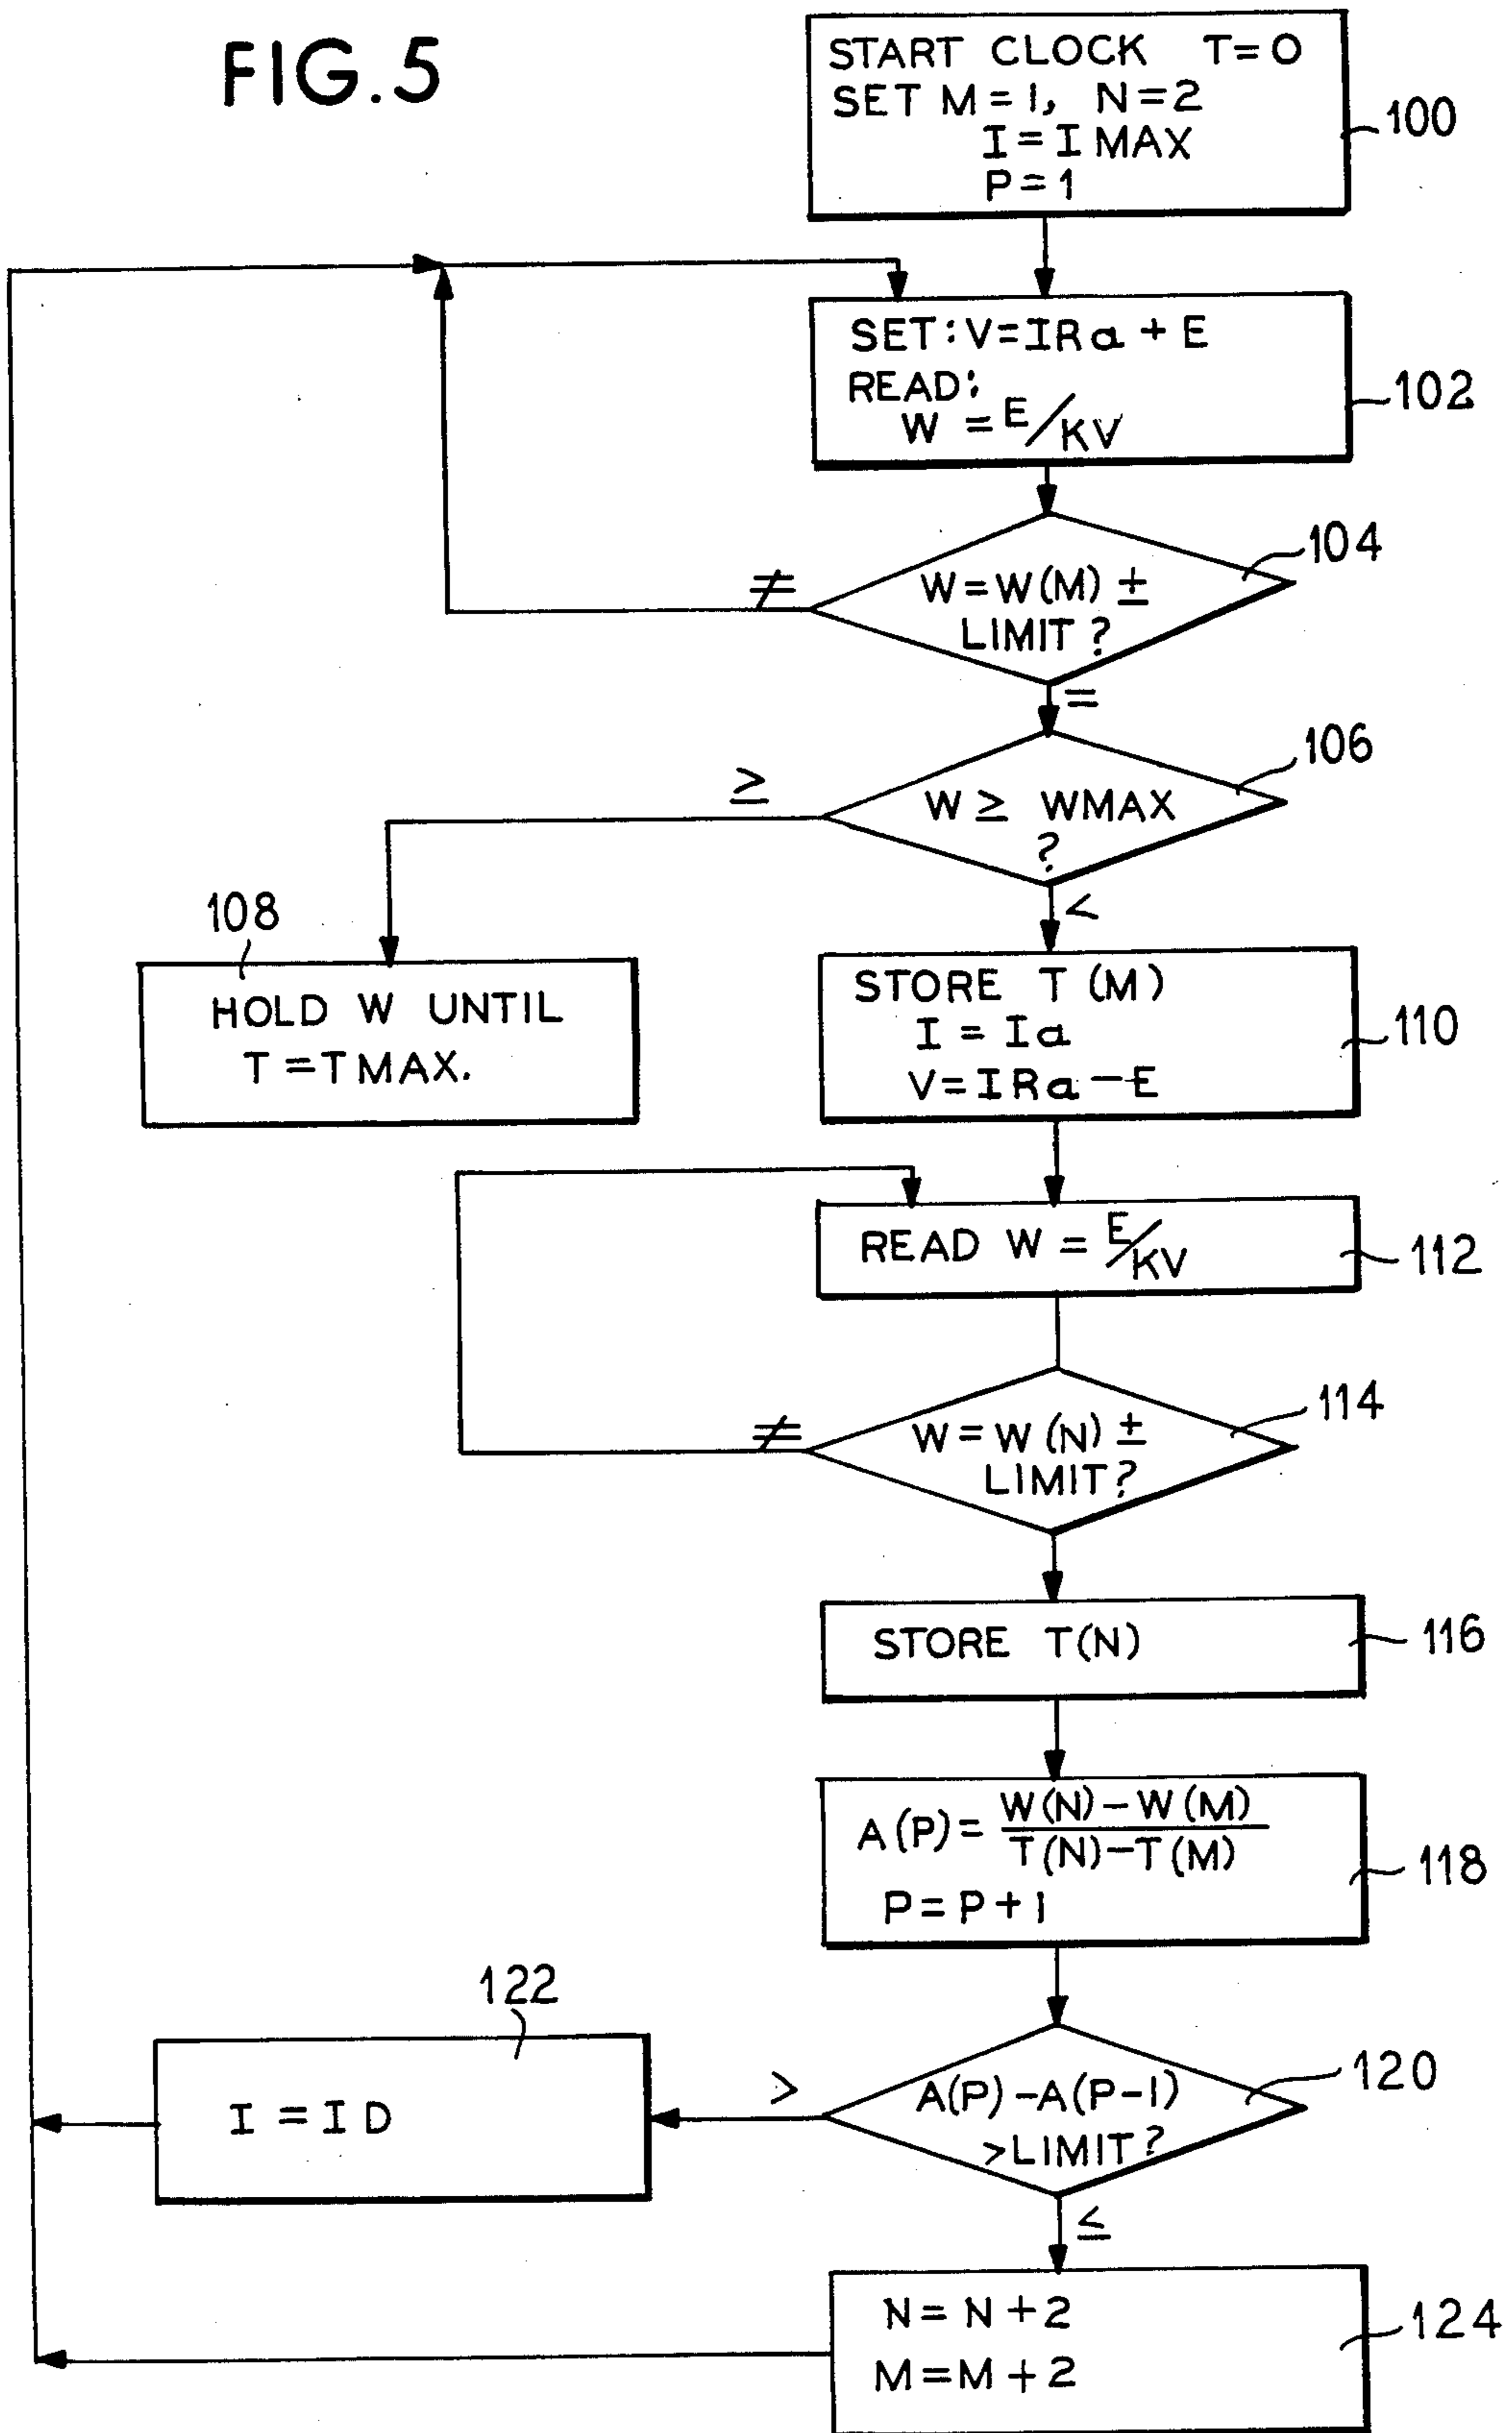 FIG.5
START CLOCK T=0
SET M=1, N=2
I=I MAX
P=1
100
SET: V=IRa + E
READ:
W = E/KV
102
104
W=W(M) ±
LIMIT?
≠
=
106
W ≥ WMAX
?
≥
<
108
HOLD W UNTIL
T=TMAX.
STORE T (M)
I = Ia
V=IRa-E
110
READ W = E/KV
112
114
W=W(N) ±
LIMIT?
≠
STORE T(N)
116
A(P)= W(N)-W(M)
T(N)-T(M)
P=P+1
118
122
I = ID
>
120
A(P)-A(P-1)
>LIMIT?
≤
N=N+2
M=M+2
124